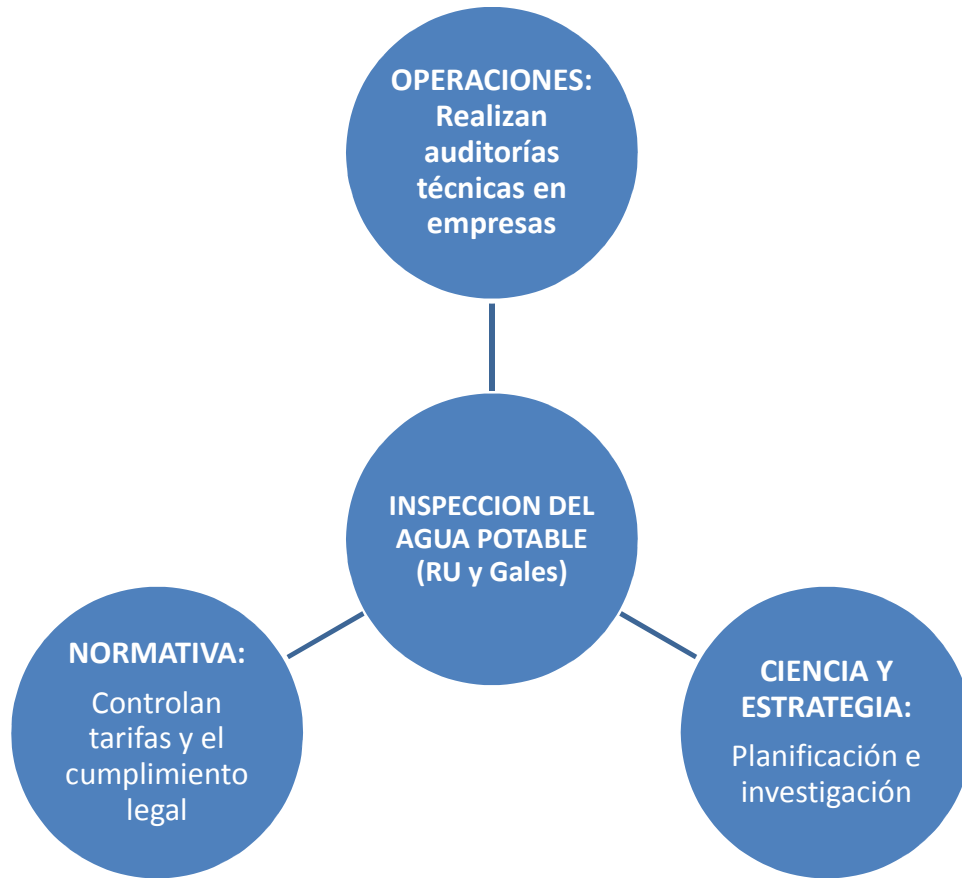 OPERACIONES:
Realizan
auditorías
técnicas en
empresas
INSPECCION DEL
AGUA POTABLE
(RU y Gales)
NORMATIVA:
Controlan
tarifas y el
cumplimiento
legal
CIENCIA Y
ESTRATEGIA:
Planificación e
investigación